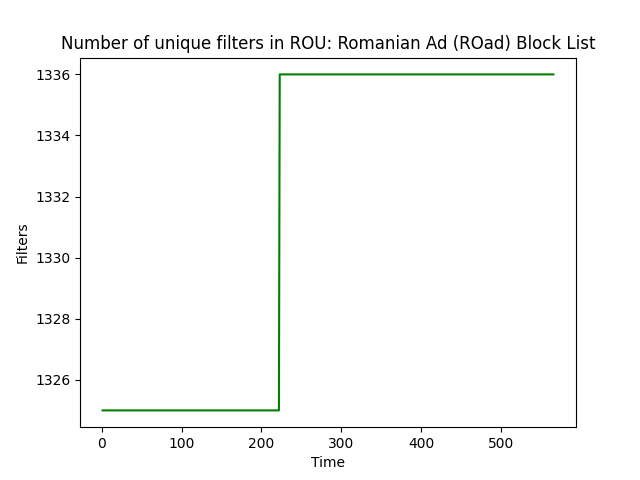 Number of unique filters in ROU: Romanian Ad (ROad) Block List
1336
1334
1332
1330
1328
1326
Filters
0 100 200 300 400 500
Time